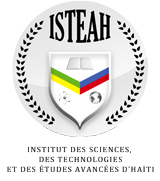 ISTEAH
INSTITUT DES SCIENCES,
DES TECHNOLOGIES
ET DES ÉTUDES AVANCÉES D'HAÏTI